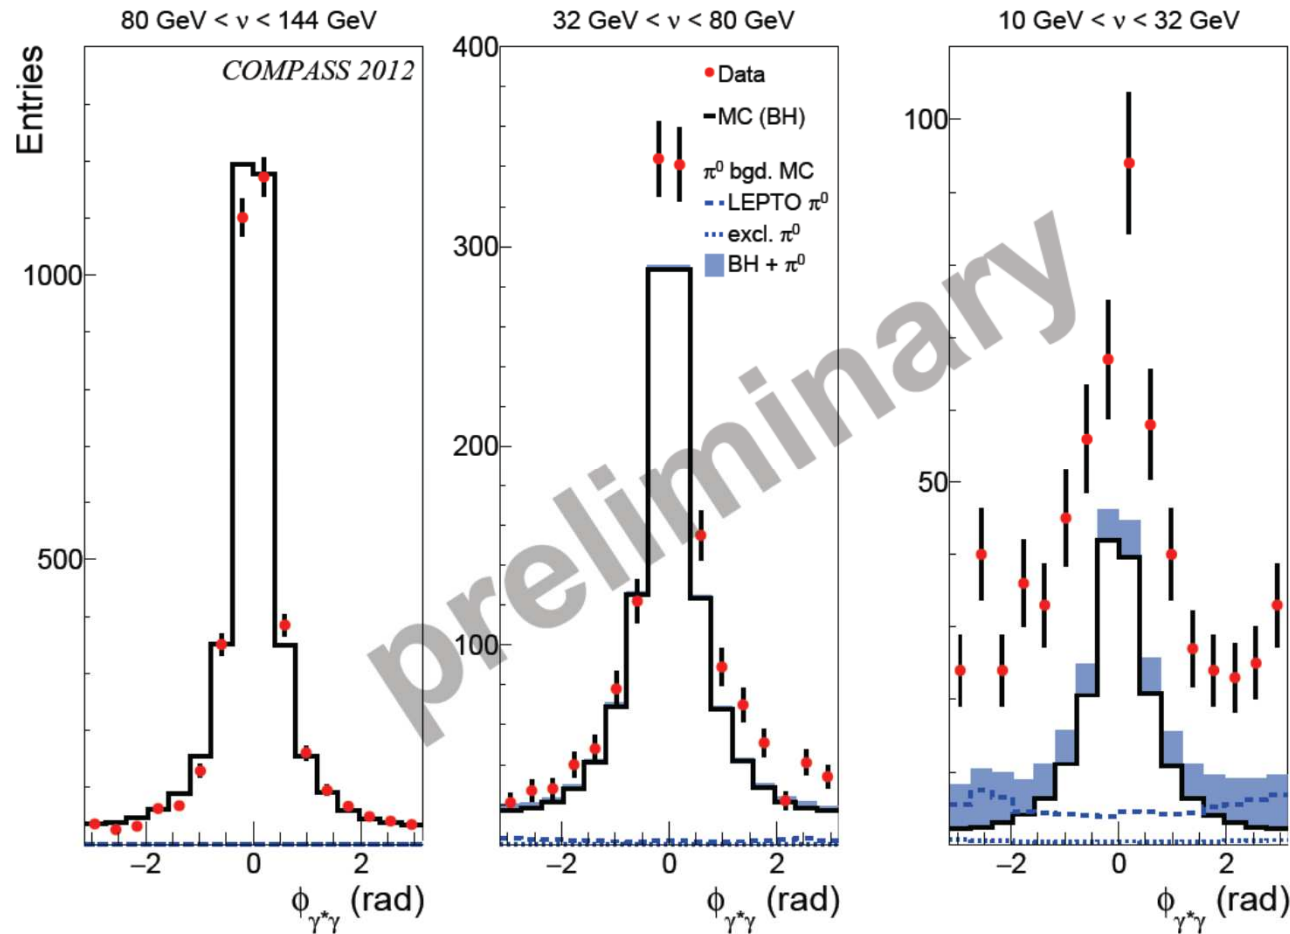 80 GeV < ν < 144 GeV
32 GeV < ν < 80 GeV
10 GeV < ν < 32 GeV
Entries
COMPASS 2012
1000
500
−2 0 2
ϕγ*γ (rad)
400
300
200
100
Data
MC (BH)
π⁰ bgd. MC
LEPTO π⁰
excl. π⁰
BH + π⁰
−2 0 2
ϕγ*γ (rad)
100
50
−2 0 2
ϕγ*γ (rad)
preliminary